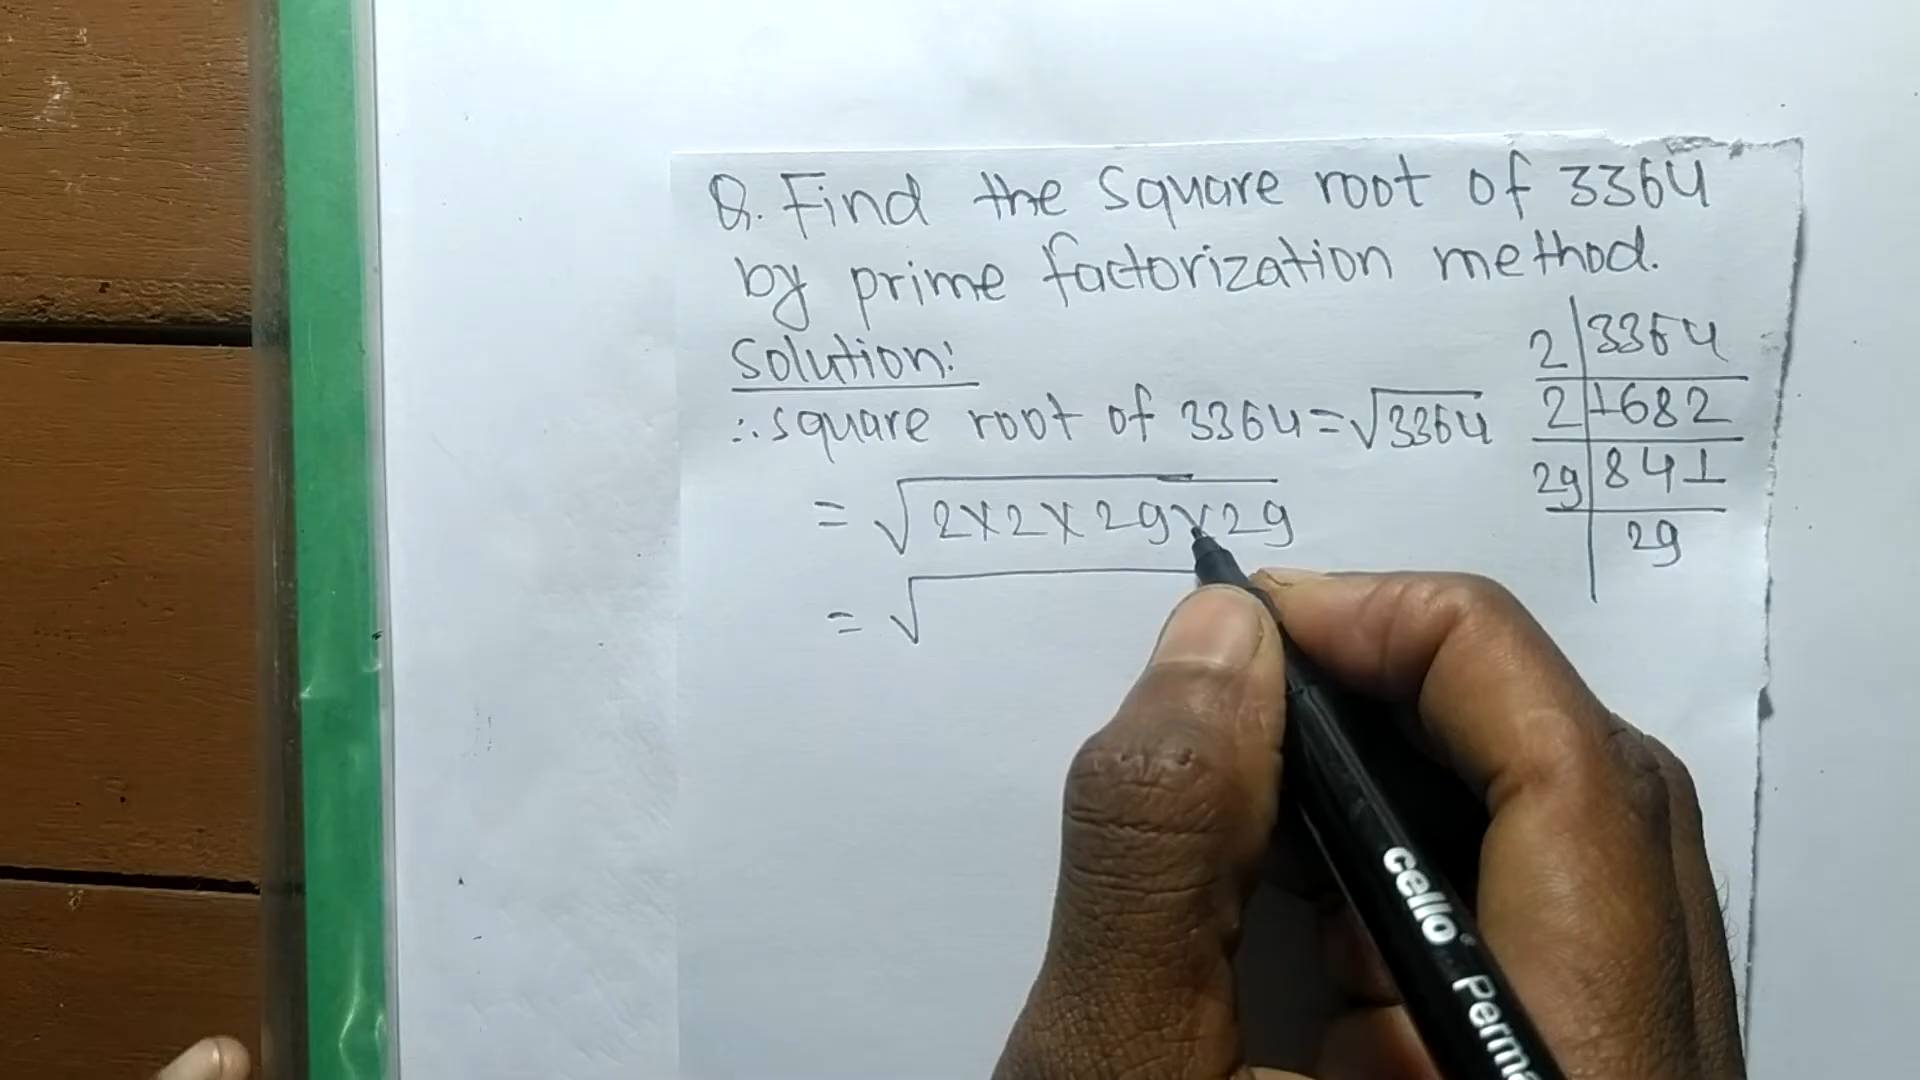 Q. Find the square root of 3364
by prime factorization method.
Solution:
∴ square root of 3364 = √3364
= √2×2×29×29
= √
2 | 3364
2 | 1682
29 | 841
29
cello® Perma